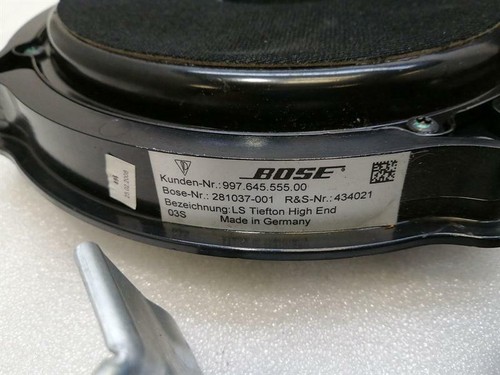 BOSE
Kunden-Nr.:997.645.555.00
Bose-Nr.: 281037-001 R&S-Nr.: 434021
Bezeichnung: LS Tiefton High End
03S Made in Germany